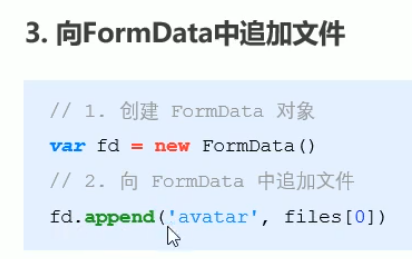 3. 向FormData中追加文件
// 1. 创建 FormData 对象
var fd = new FormData()
// 2. 向 FormData 中追加文件
fd.append('avatar', files[0])